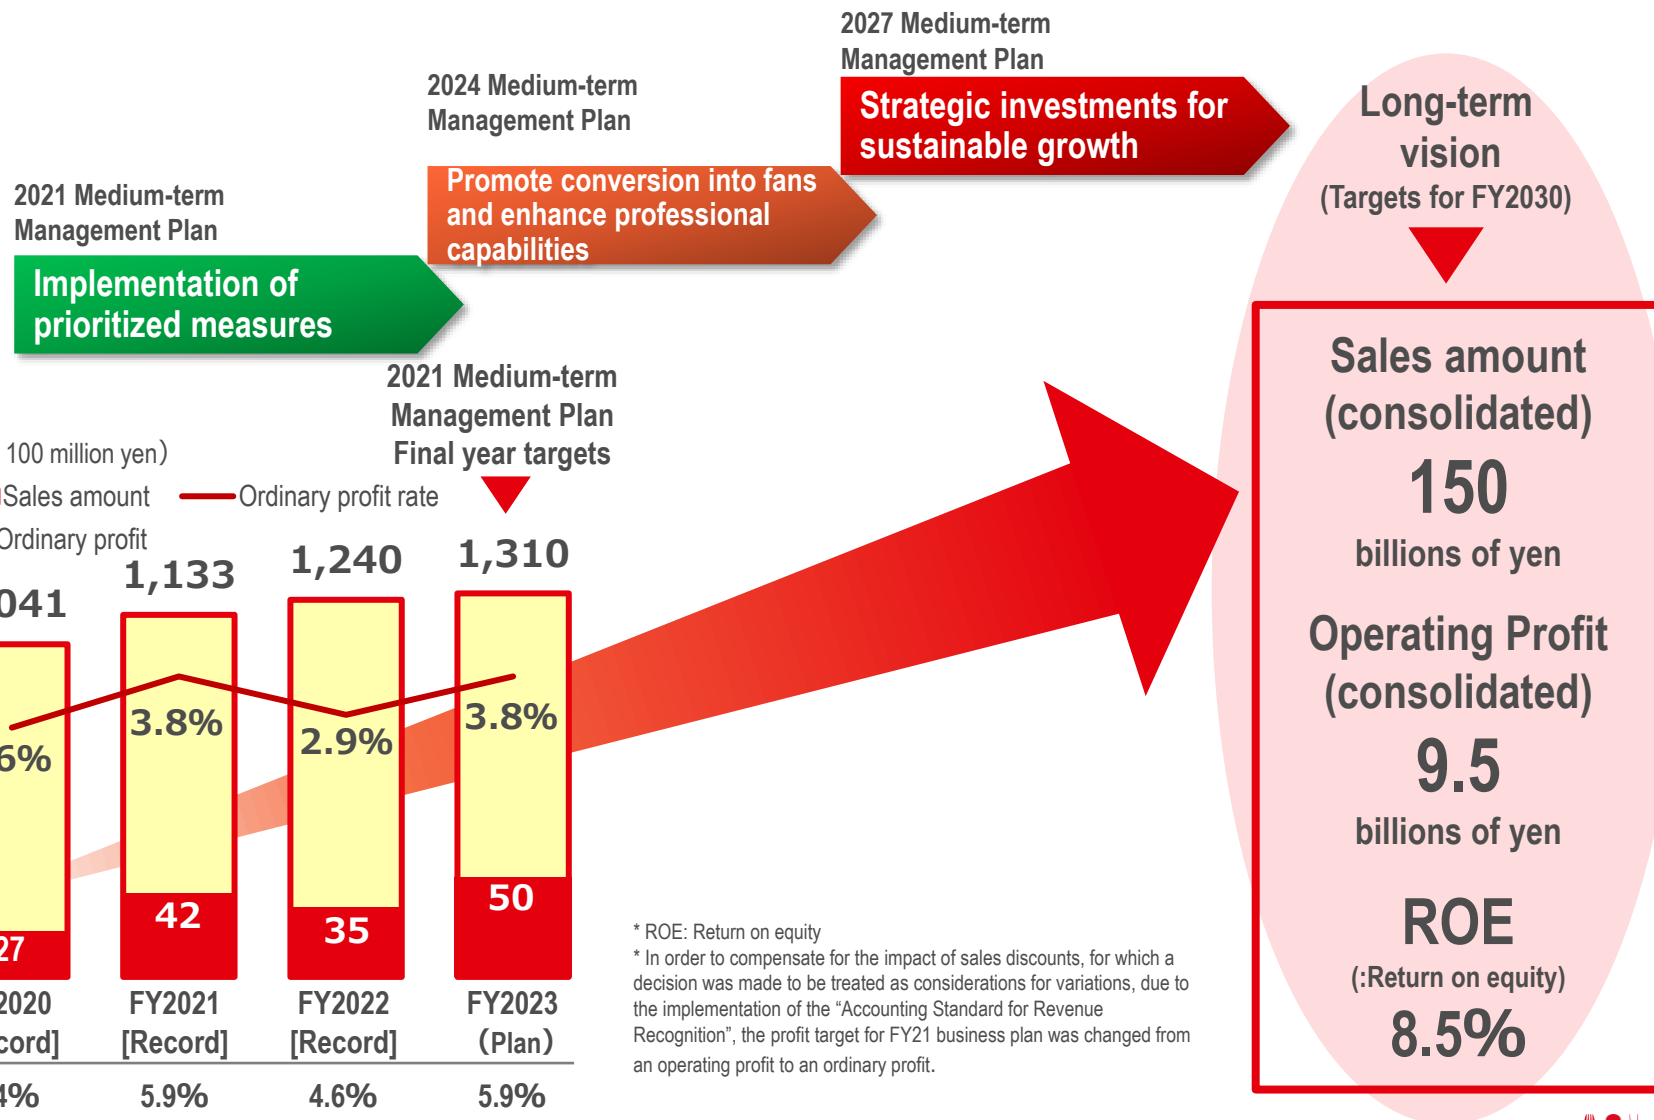 2027 Medium-term
Management Plan
Strategic investments for
sustainable growth
2024 Medium-term
Management Plan
Promote conversion into fans
and enhance professional
capabilities
2021 Medium-term
Management Plan
Implementation of
prioritized measures
2021 Medium-term
Management Plan
Final year targets
100 million yen)
Sales amount
Ordinary profit rate
Ordinary profit
041
1,133
1,240
1,310
6%
3.8%
2.9%
3.8%
27
42
35
50
2020
FY2021
FY2022
FY2023
cord]
[Record]
[Record]
(Plan)
4%
5.9%
4.6%
5.9%
* ROE: Return on equity
* In order to compensate for the impact of sales discounts, for which a
decision was made to be treated as considerations for variations, due to
the implementation of the “Accounting Standard for Revenue
Recognition”, the profit target for FY21 business plan was changed from
an operating profit to an ordinary profit.
Long-term
vision
(Targets for FY2030)
Sales amount
(consolidated)
150
billions of yen
Operating Profit
(consolidated)
9.5
billions of yen
ROE
(:Return on equity)
8.5%